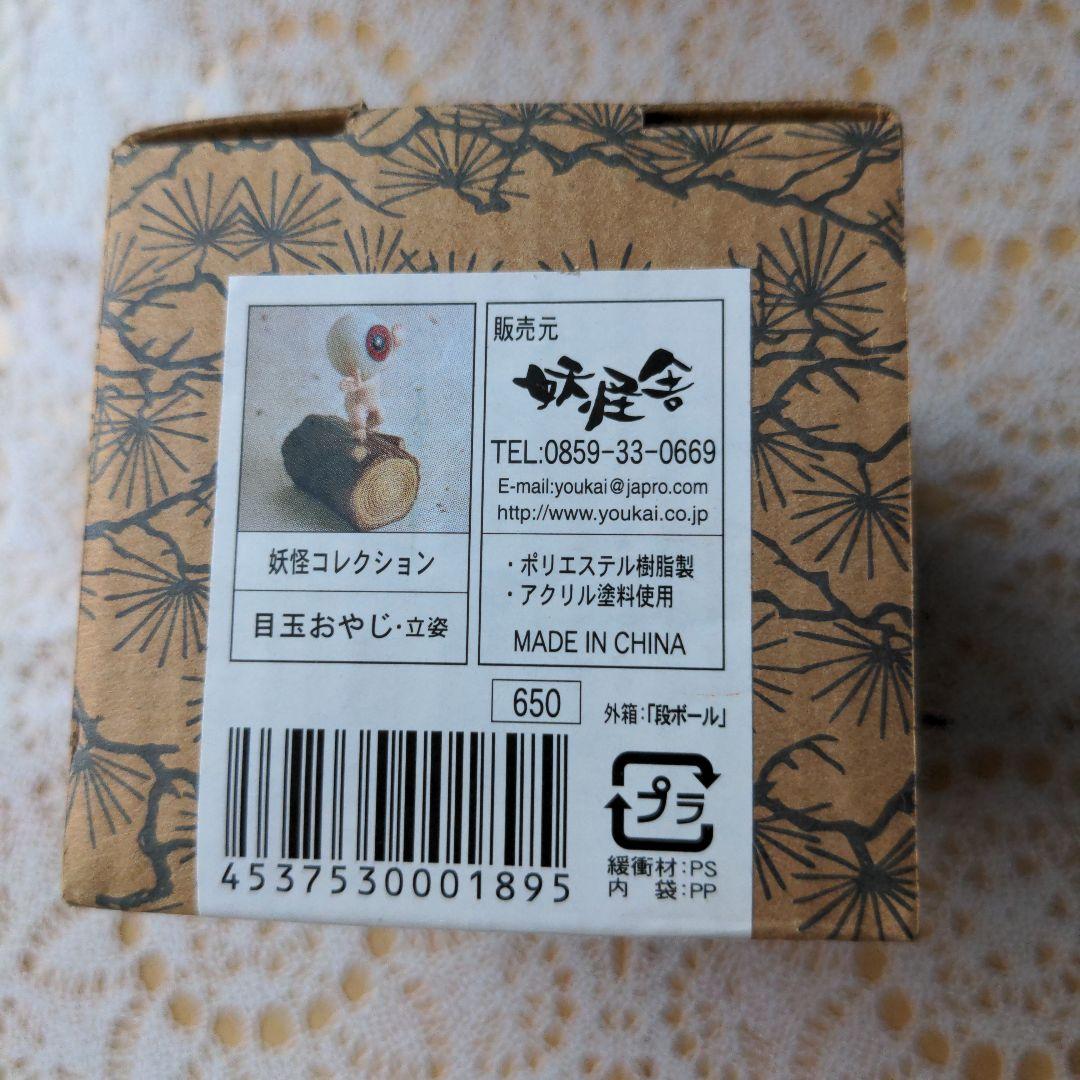 妖怪コレクション
目玉おやじ・立姿
販売元
妖怪舎
TEL:0859-33-0669
E-mail:youkai@japro.com
http://www.youkai.co.jp
・ポリエステル樹脂製
・アクリル塗料使用
MADE IN CHINA
650
外箱:「段ボール」
4537530001895
プラ
緩衝材:PS
内 袋:PP